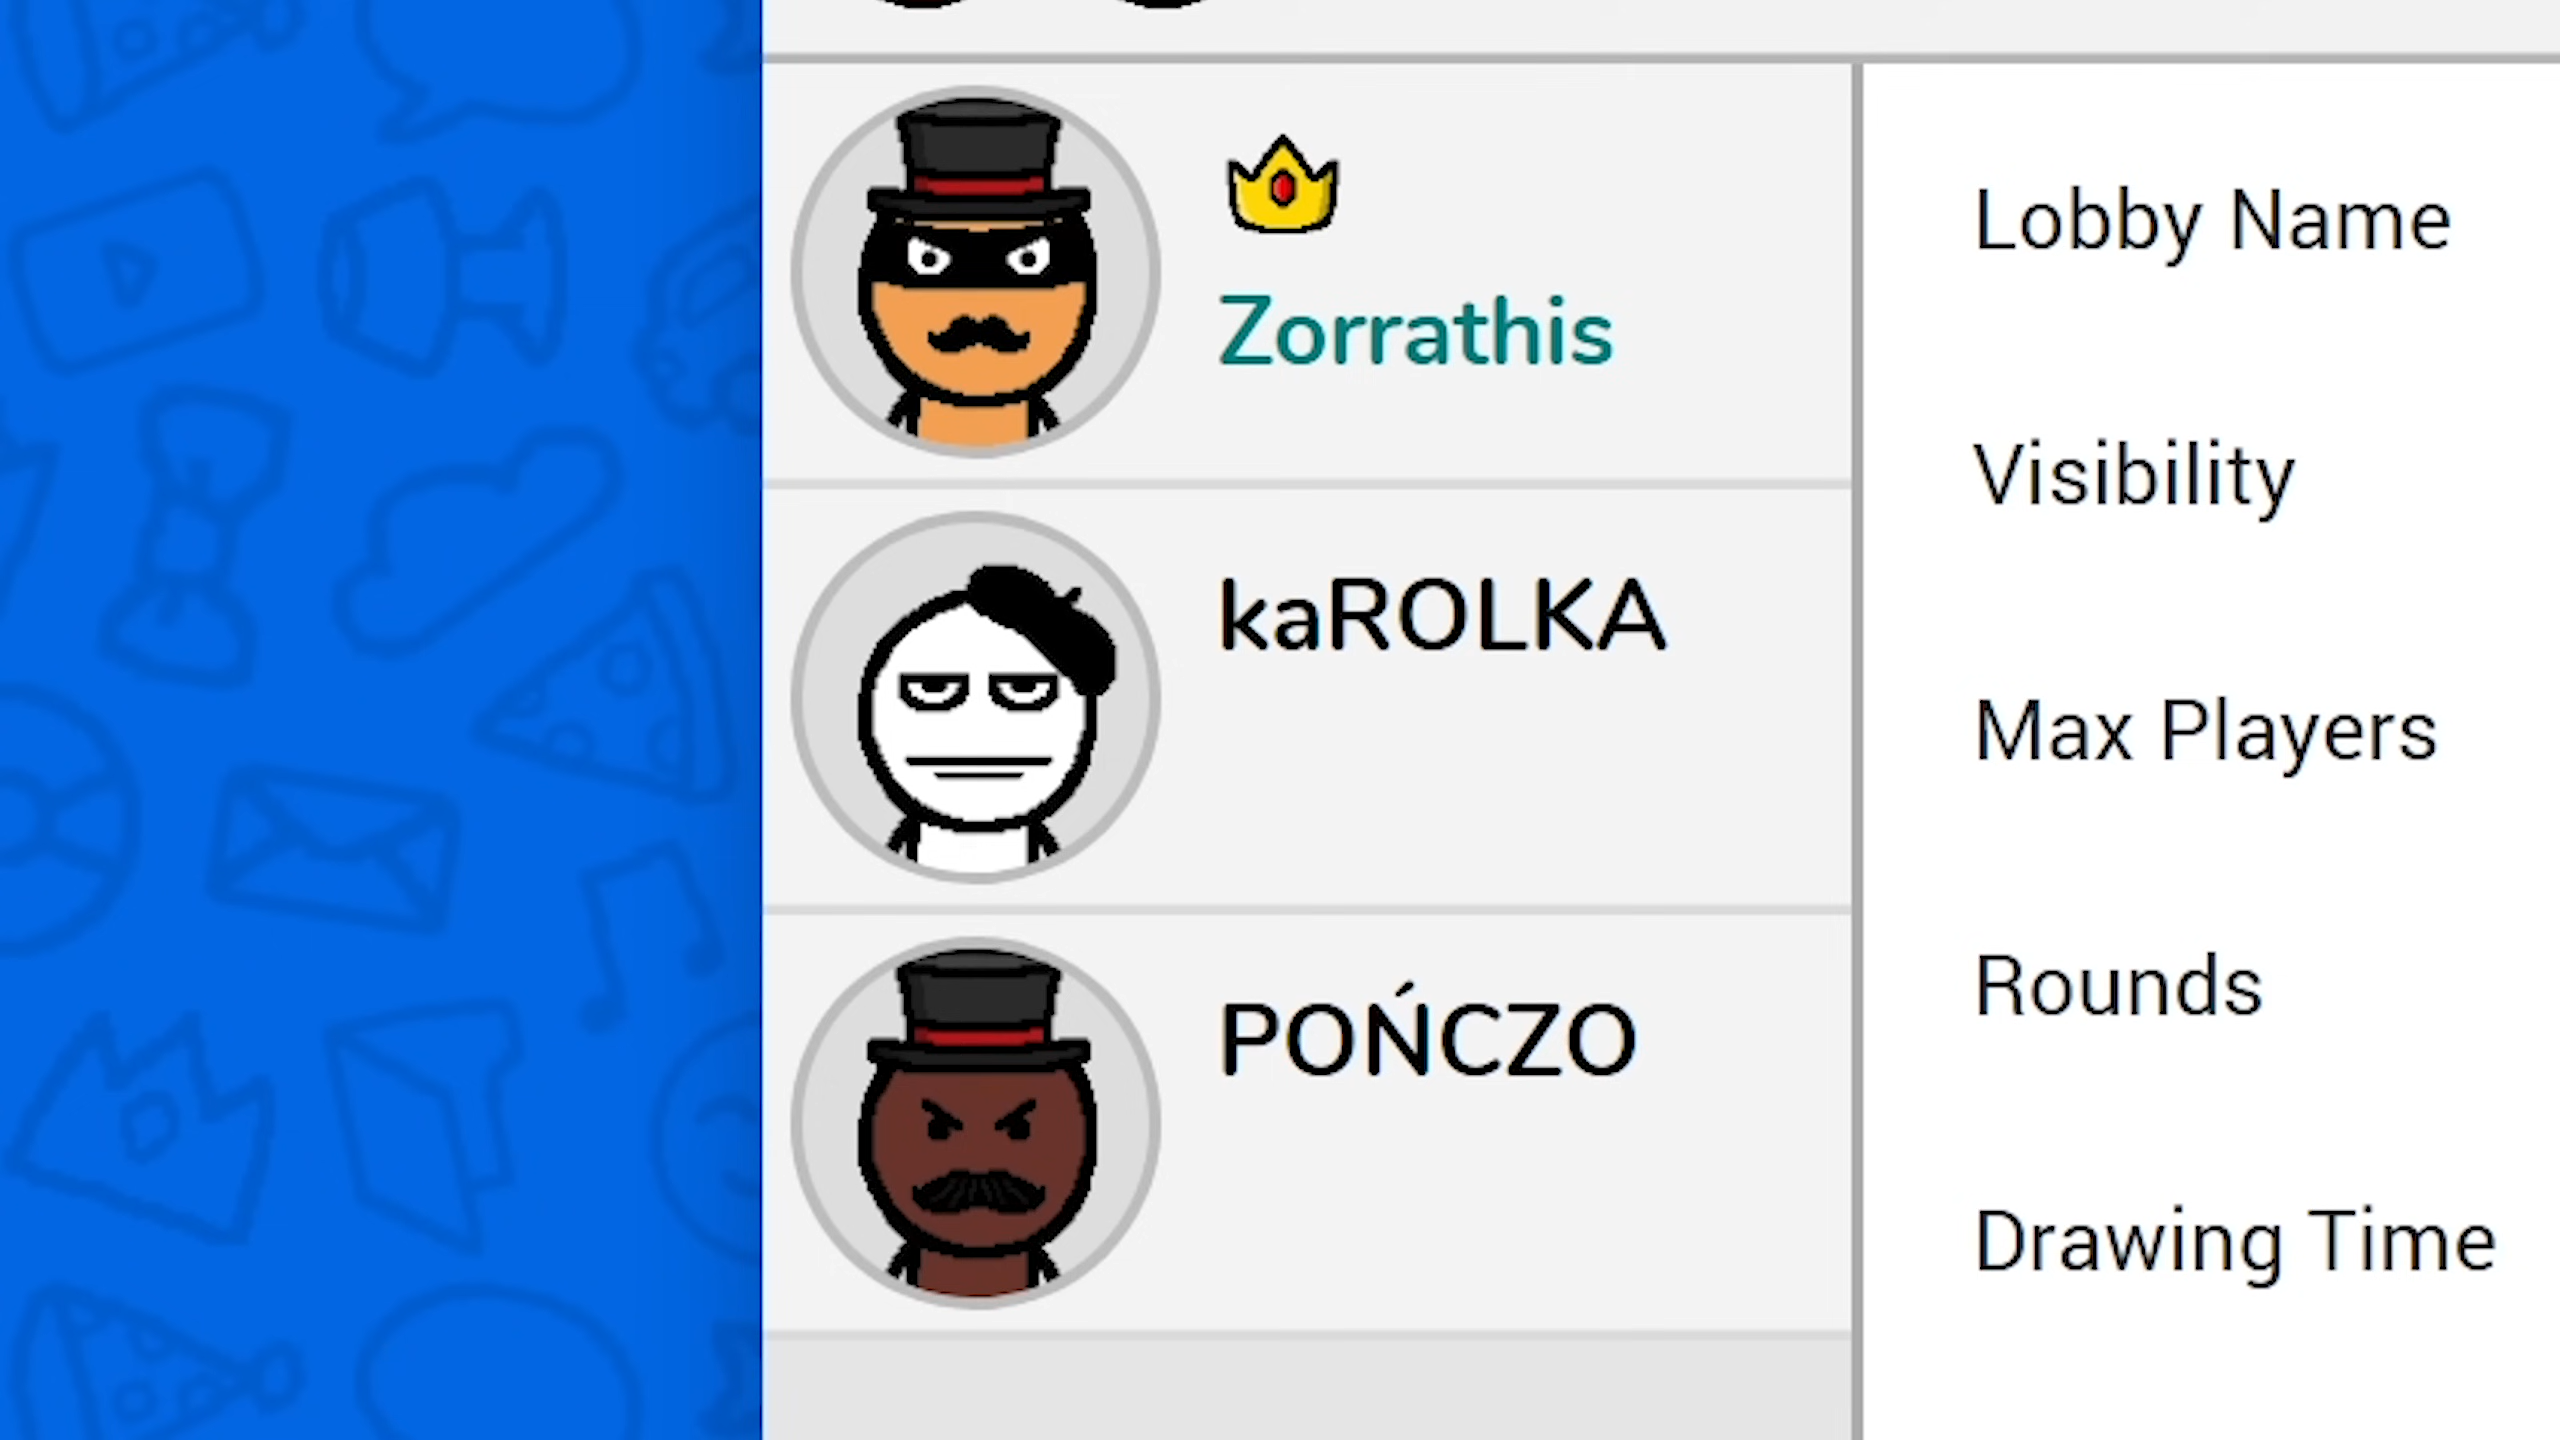 Zorrathis
kaROLKA
POŃCZO
Lobby Name
Visibility
Max Players
Rounds
Drawing Time